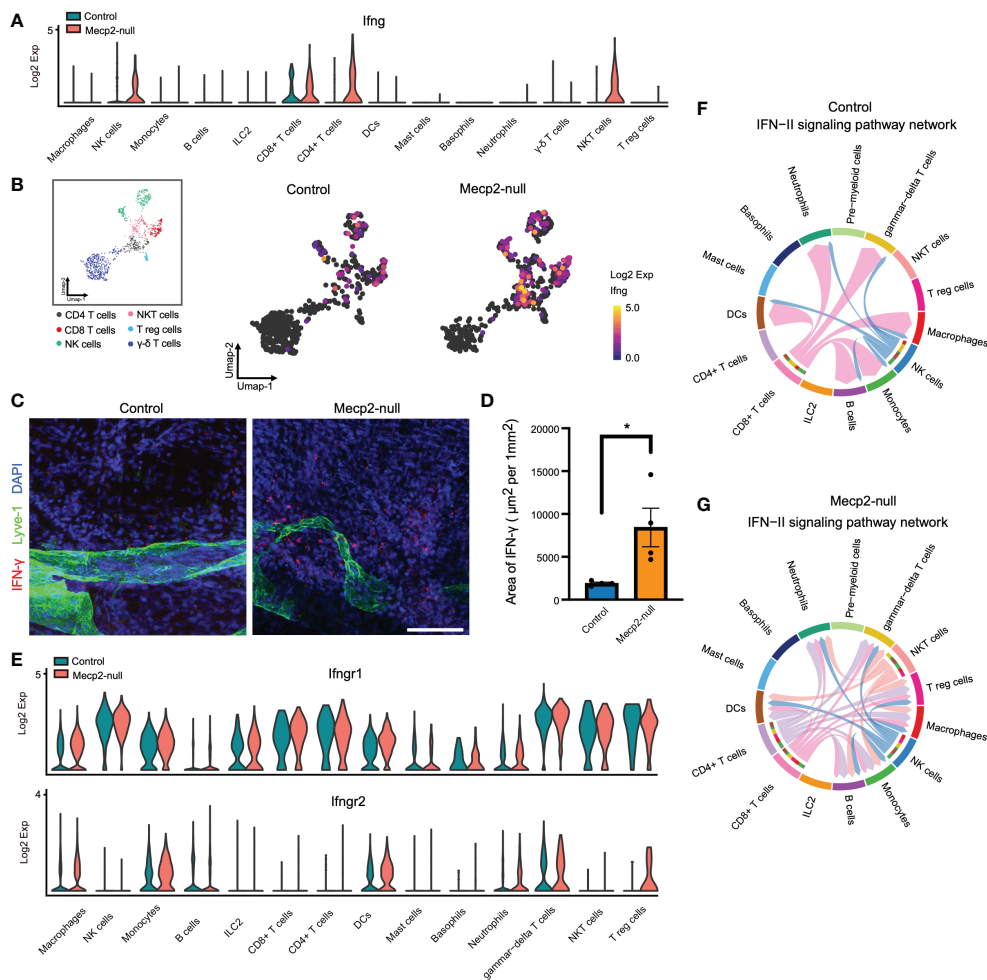 A
Control
Mecp2-null
Ifng
5
Log2 Exp
Macrophages
NK cells
Monocytes
B cells
ILC2
CD8+ T cells
CD4+ T cells
DCs
Mast cells
Basophils
Neutrophils
γ-δ T cells
NKT cells
T reg cells
B
Umap-2
Umap-1
CD4 T cells
CD8 T cells
NK cells
NKT cells
T reg cells
γ-δ T cells
Control
Mecp2-null
Umap-2
Umap-1
Log2 Exp
Ifng
5.0
0.0
C
Control
Mecp2-null
IFN-γ Lyve-1 DAPI
D
Area of IFN-γ ( μm² per 1mm2)
20000
15000
10000
5000
0
*
Control
Mecp2-null
E
Control
Mecp2-null
Ifngr1
5
Log2 Exp
Ifngr2
4
Log2 Exp
Macrophages
NK cells
Monocytes
B cells
ILC2
CD8+ T cells
CD4+ T cells
DCs
Mast cells
Basophils
Neutrophils
gammar-delta T cells
NKT cells
T reg cells
F
Control
IFN−II signaling pathway network
Pre−myeloid cells
gammar−delta T cells
NKT cells
T reg cells
Macrophages
NK cells
Monocytes
B cells
ILC2
CD8+ T cells
CD4+ T cells
DCs
Mast cells
Basophils
Neutrophils
G
Mecp2-null
IFN−II signaling pathway network
Pre−myeloid cells
gammar−delta T cells
NKT cells
T reg cells
Macrophages
NK cells
Monocytes
B cells
ILC2
CD8+ T cells
CD4+ T cells
DCs
Mast cells
Basophils
Neutrophils